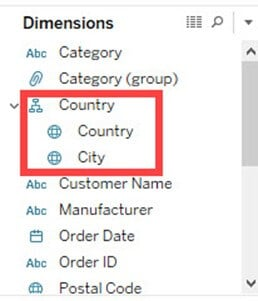 Dimensions
Abc Category
Category (group)
Country
Country
City
Abc Customer Name
Abc Manufacturer
Order Date
Abc Order ID
Postal Code